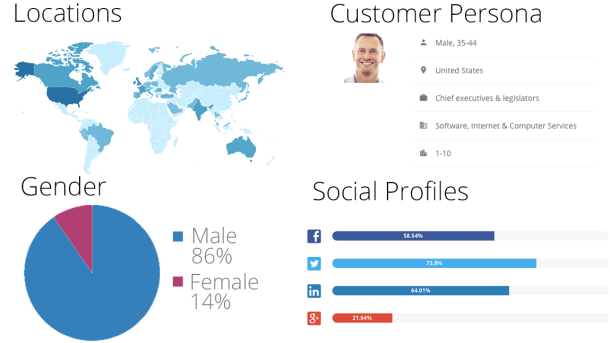 Locations
Customer Persona
Male, 35-44
United States
Chief executives & legislators
Software, Internet & Computer Services
1-10
Gender
Male
86%
Female
14%
Social Profiles
f
58.54%
73.8%
in
64.01%
g+
21.64%